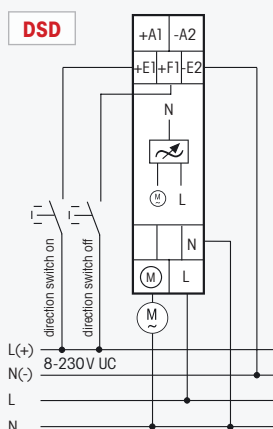 DSD
+A1 -A2
+E1 +F1 -E2
N
M
~
L
N
M
L
M
~
direction switch on
direction switch off
L(+)
8-230V UC
N(-)
L
N